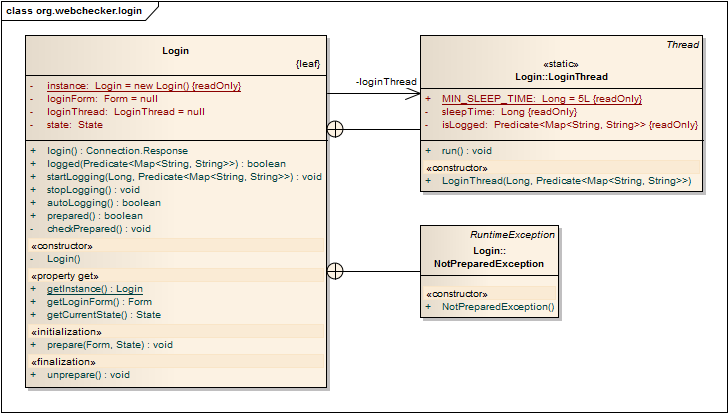 class org.webchecker.login
Login
{leaf}
- instance: Login = new Login() {readOnly}
- loginForm: Form = null
- loginThread: LoginThread = null
- state: State
+ login() : Connection.Response
+ logged(Predicate<Map<String, String>>) : boolean
+ startLogging(Long, Predicate<Map<String, String>>) : void
+ stopLogging() : void
+ autoLogging() : boolean
+ prepared() : boolean
- checkPrepared() : void
«constructor»
- Login()
«property get»
+ getInstance() : Login
+ getLoginForm() : Form
+ getCurrentState() : State
«initialization»
+ prepare(Form, State) : void
«finalization»
+ unprepare() : void
-loginThread
Thread
«static»
Login::LoginThread
+ MIN_SLEEP_TIME: Long = 5L {readOnly}
- sleepTime: Long {readOnly}
- isLogged: Predicate<Map<String, String>> {readOnly}
+ run() : void
«constructor»
+ LoginThread(Long, Predicate<Map<String, String>>)
RuntimeException
Login::
NotPreparedException
«constructor»
+ NotPreparedException()